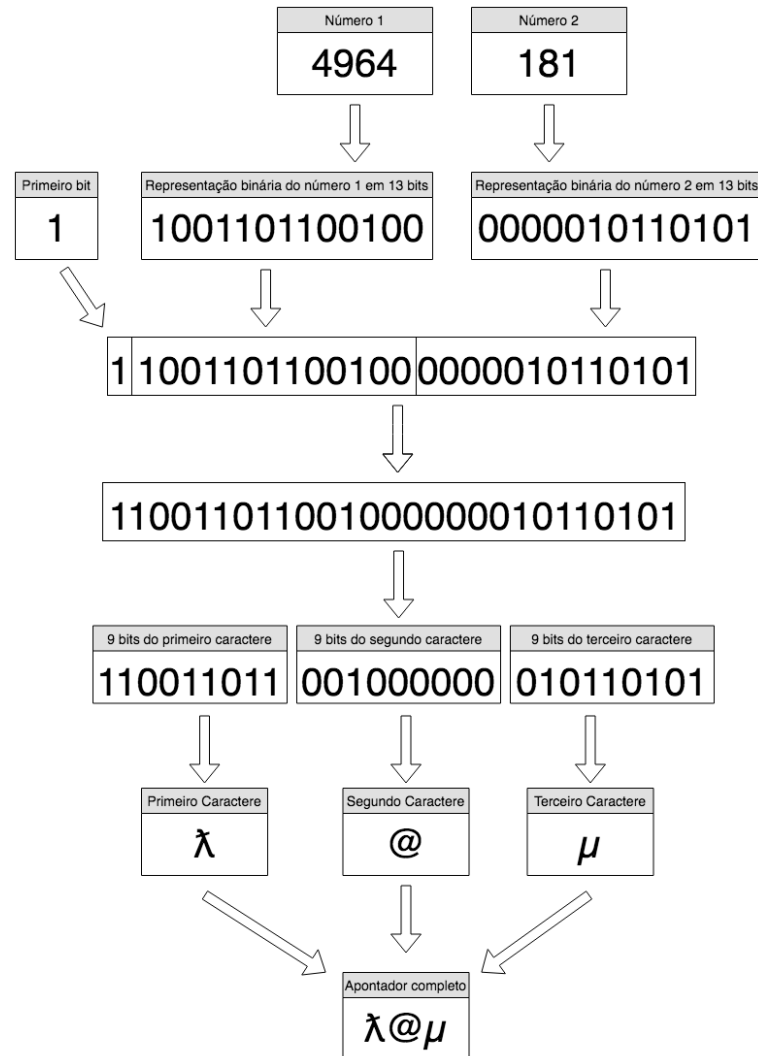 Número 1
Número 2
4964
181
Primeiro bit
Representação binária do número 1 em 13 bits
Representação binária do número 2 em 13 bits
1
1001101100100
0000010110101
1 1001101100100 0000010110101
110011011001000000010110101
9 bits do primeiro caractere
9 bits do segundo caractere
9 bits do terceiro caractere
110011011
001000000
010110101
Primeiro Caractere
Segundo Caractere
Terceiro Caractere
ƛ
@
µ
Apontador completo
ƛ@µ